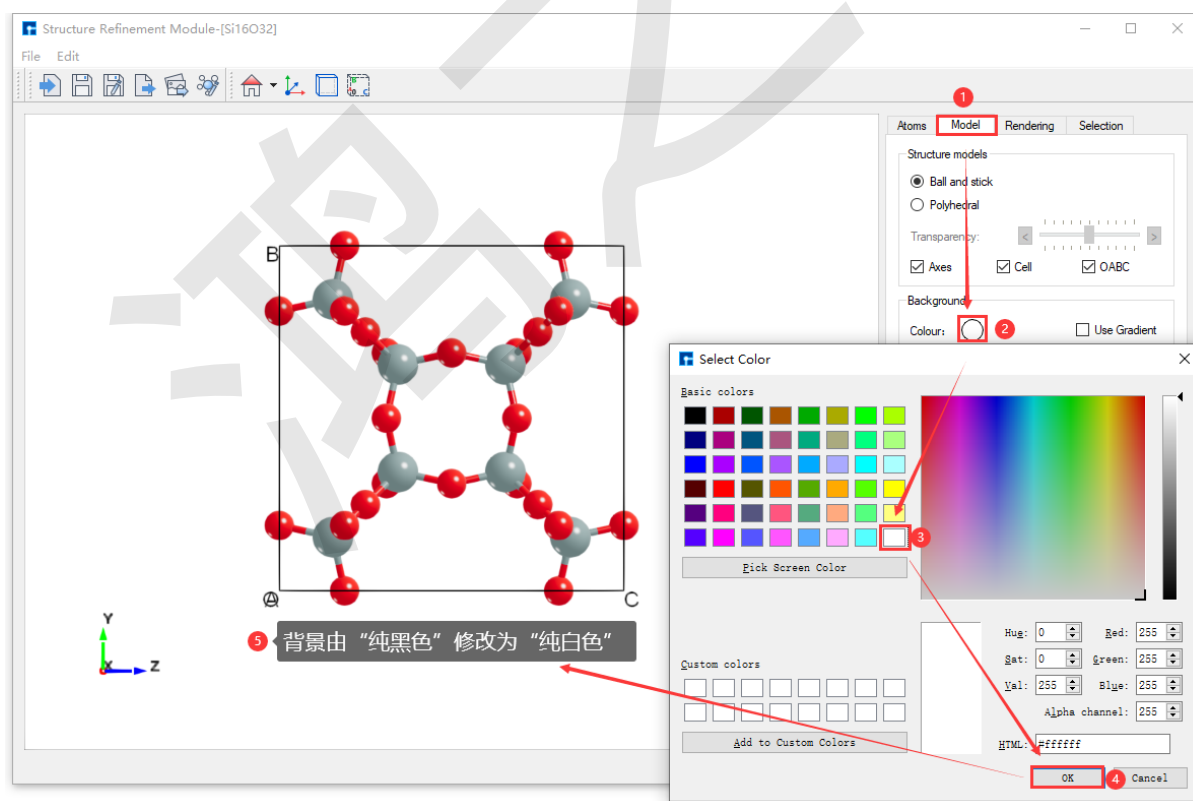 Structure Refinement Module-[Si16O32]
File Edit
1
Atoms Model Rendering Selection
Structure models
Ball and stick
Polyhedral
Transparency:
< >
Axes Cell OABC
Background
Colour: 2 Use Gradient
B
A C
O
Y
X Z
5 背景由“纯黑色”修改为“纯白色”
Select Color
Basic colors
3
Pick Screen Color
Hue: 0 Red: 255
Sat: 0 Green: 255
Val: 255 Blue: 255
Alpha channel: 255
Custom colors
Add to Custom Colors
HTML: #ffffff
OK 4 Cancel